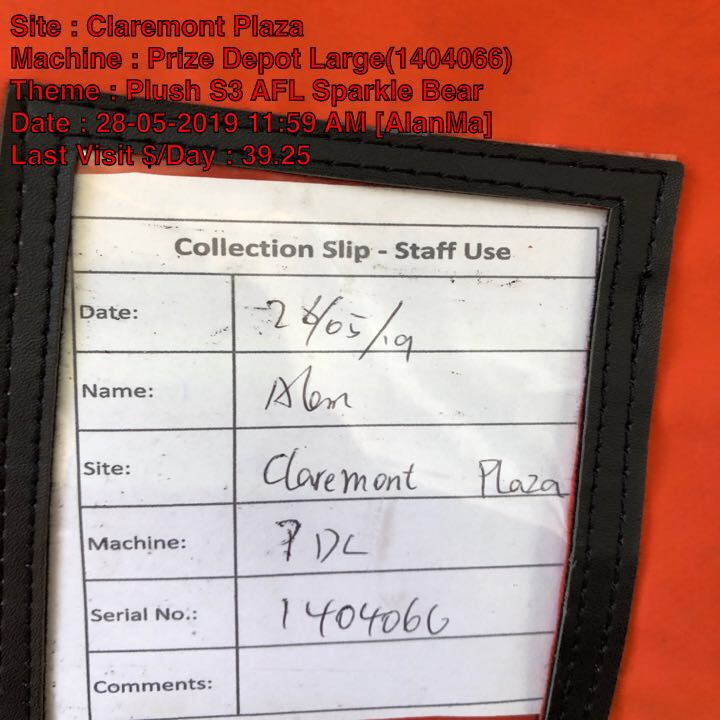 Site : Claremont Plaza
Machine : Prize Depot Large(1404066)
Theme : Plush S3 AFL Sparkle Bear
Date : 28-05-2019 11:59 AM [AlanMa]
Last Visit $/Day : 39.25
Collection Slip - Staff Use
Date: 28/05/19
Name: Alan
Site: Claremont Plaza
Machine: PDL
Serial No.: 1404066
Comments: